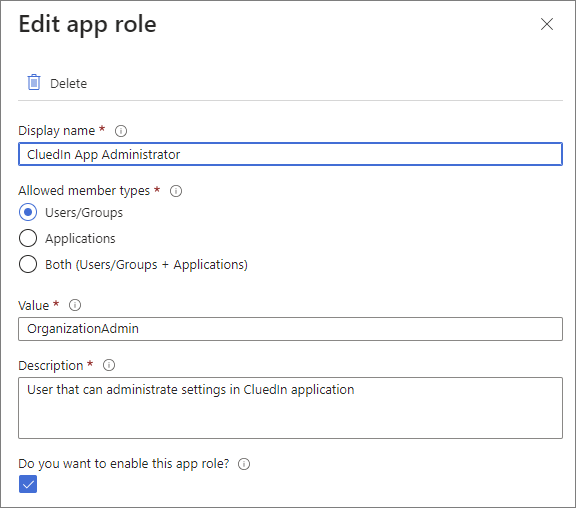 Edit app role
Delete
Display name *
CluedIn App Administrator
Allowed member types *
Users/Groups
Applications
Both (Users/Groups + Applications)
Value *
OrganizationAdmin
Description *
User that can administrate settings in CluedIn application
Do you want to enable this app role?